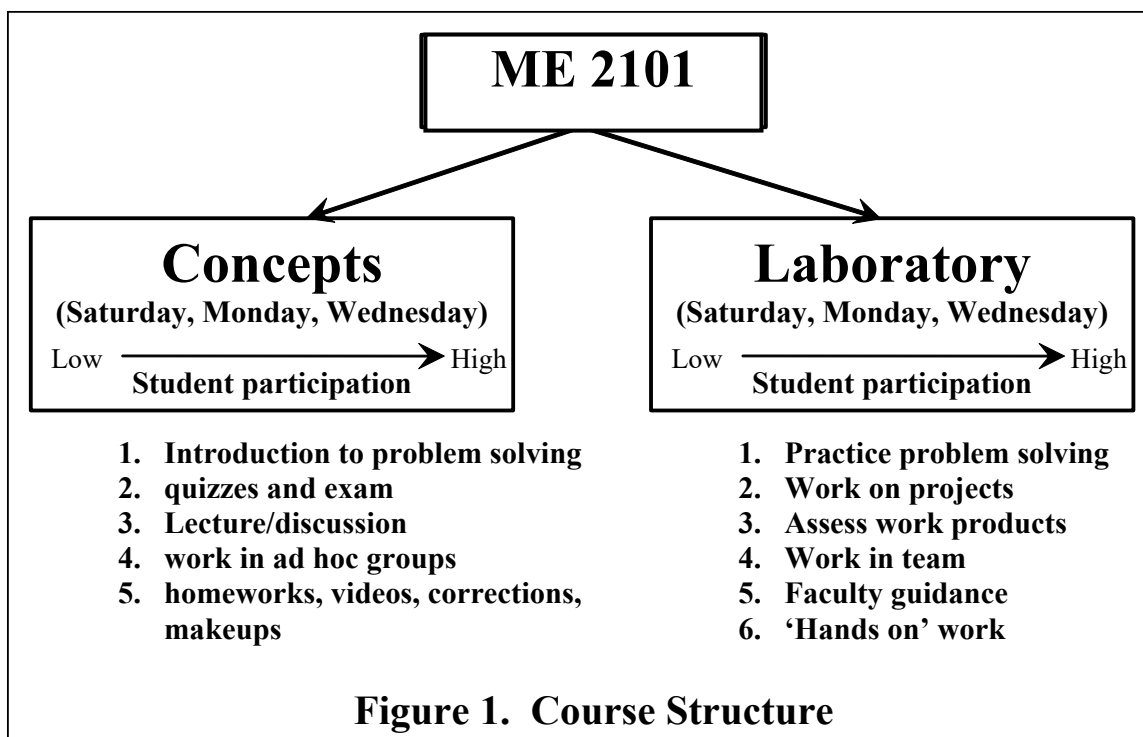 ME 2101
Concepts
(Saturday, Monday, Wednesday)
Low High
Student participation
1. Introduction to problem solving
2. quizzes and exam
3. Lecture/discussion
4. work in ad hoc groups
5. homeworks, videos, corrections,
makeups
Laboratory
(Saturday, Monday, Wednesday)
Low High
Student participation
1. Practice problem solving
2. Work on projects
3. Assess work products
4. Work in team
5. Faculty guidance
6. ‘Hands on’ work
Figure 1. Course Structure